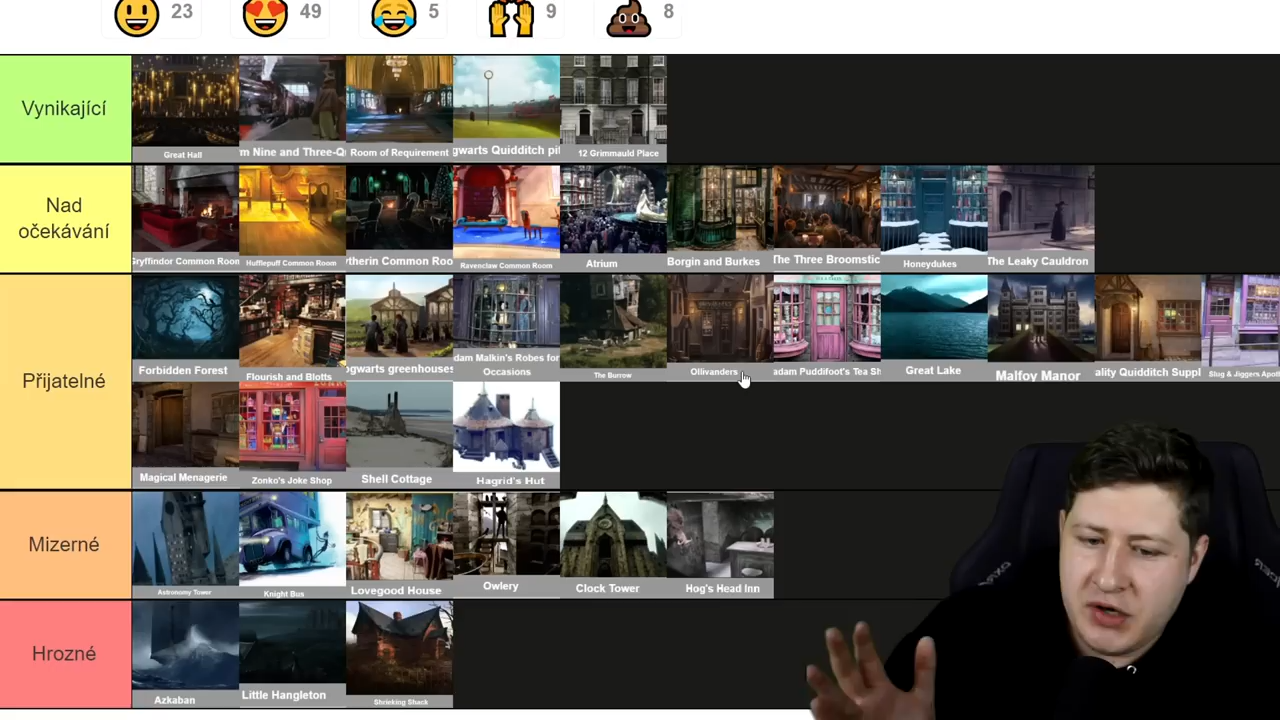 23 49 5 9 8
Vynikající
Great Hall
m Nine and Three-Q
Room of Requirement
gwarts Quidditch pit
12 Grimmauld Place
Nad
očekávání
Gryffindor Common Room
Hufflepuff Common Room
ytherin Common Roo
Ravenclaw Common Room
Atrium
Borgin and Burkes
The Three Broomstic
Honeydukes
The Leaky Cauldron
Přijatelné
Forbidden Forest
Flourish and Blotts
ogwarts greenhouses
dam Malkin's Robes for
Occasions
The Burrow
Ollivanders
adam Puddifoot's Tea Sh
Great Lake
Malfoy Manor
ality Quidditch Suppl
Slug & Jiggers Apoth
Magical Menagerie
Zonko's Joke Shop
Shell Cottage
Hagrid's Hut
Mizerné
Astronomy Tower
Knight Bus
Lovegood House
Owlery
Clock Tower
Hog's Head Inn
Hrozné
Azkaban
Little Hangleton
Shrieking Shack